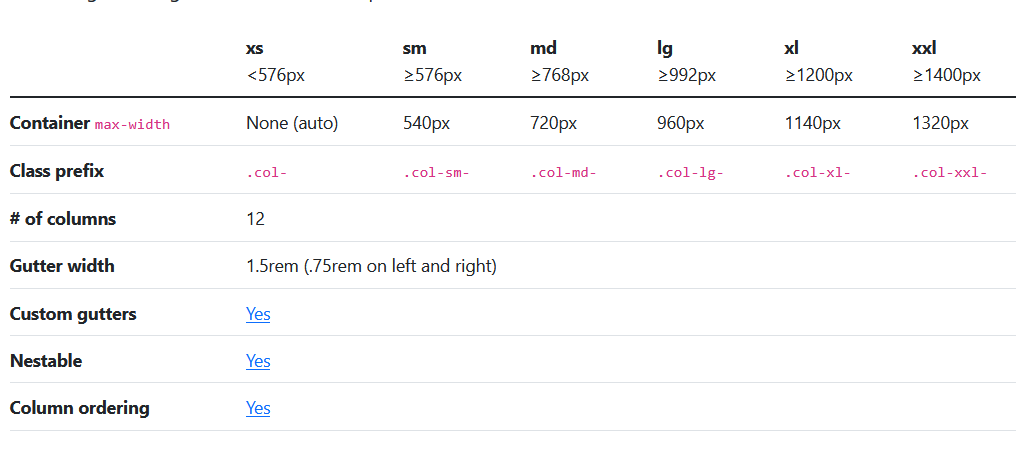 xs sm md lg xl xxl
<576px ≥576px ≥768px ≥992px ≥1200px ≥1400px
Container max-width None (auto) 540px 720px 960px 1140px 1320px
Class prefix .col- .col-sm- .col-md- .col-lg- .col-xl- .col-xxl-
# of columns 12
Gutter width 1.5rem (.75rem on left and right)
Custom gutters Yes
Nestable Yes
Column ordering Yes